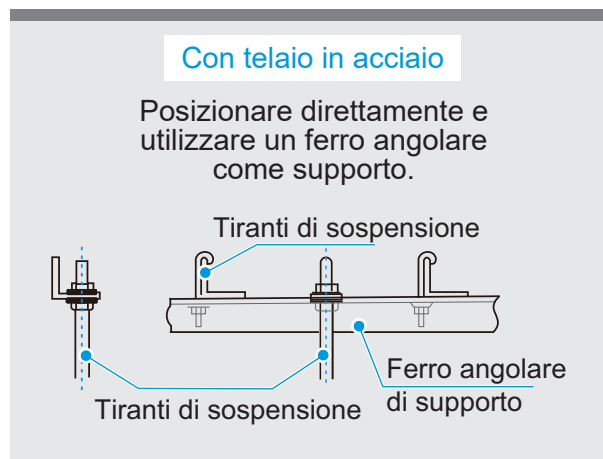 Con telaio in acciaio
Posizionare direttamente e
utilizzare un ferro angolare
come supporto.
Tiranti di sospensione
Ferro angolare
di supporto
Tiranti di sospensione